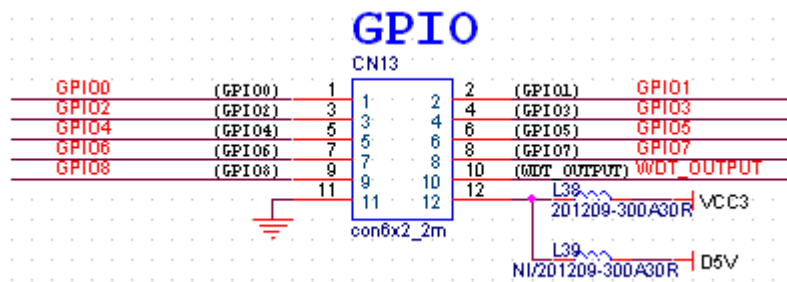 GPIO
CN13
GPIO0 (GPIO0) 1 1 2 2 (GPIO1) GPIO1
GPIO2 (GPIO2) 3 3 4 4 (GPIO3) GPIO3
GPIO4 (GPIO4) 5 5 6 6 (GPIO5) GPIO5
GPIO6 (GPIO6) 7 7 8 8 (GPIO7) GPIO7
GPIO8 (GPIO8) 9 9 10 10 (WDT_OUTPUT) WDT_OUTPUT
11 11 12 12 L38 VCC3
201209-300A30R
con6x2_2m
L39 D5V
NI/201209-300A30R